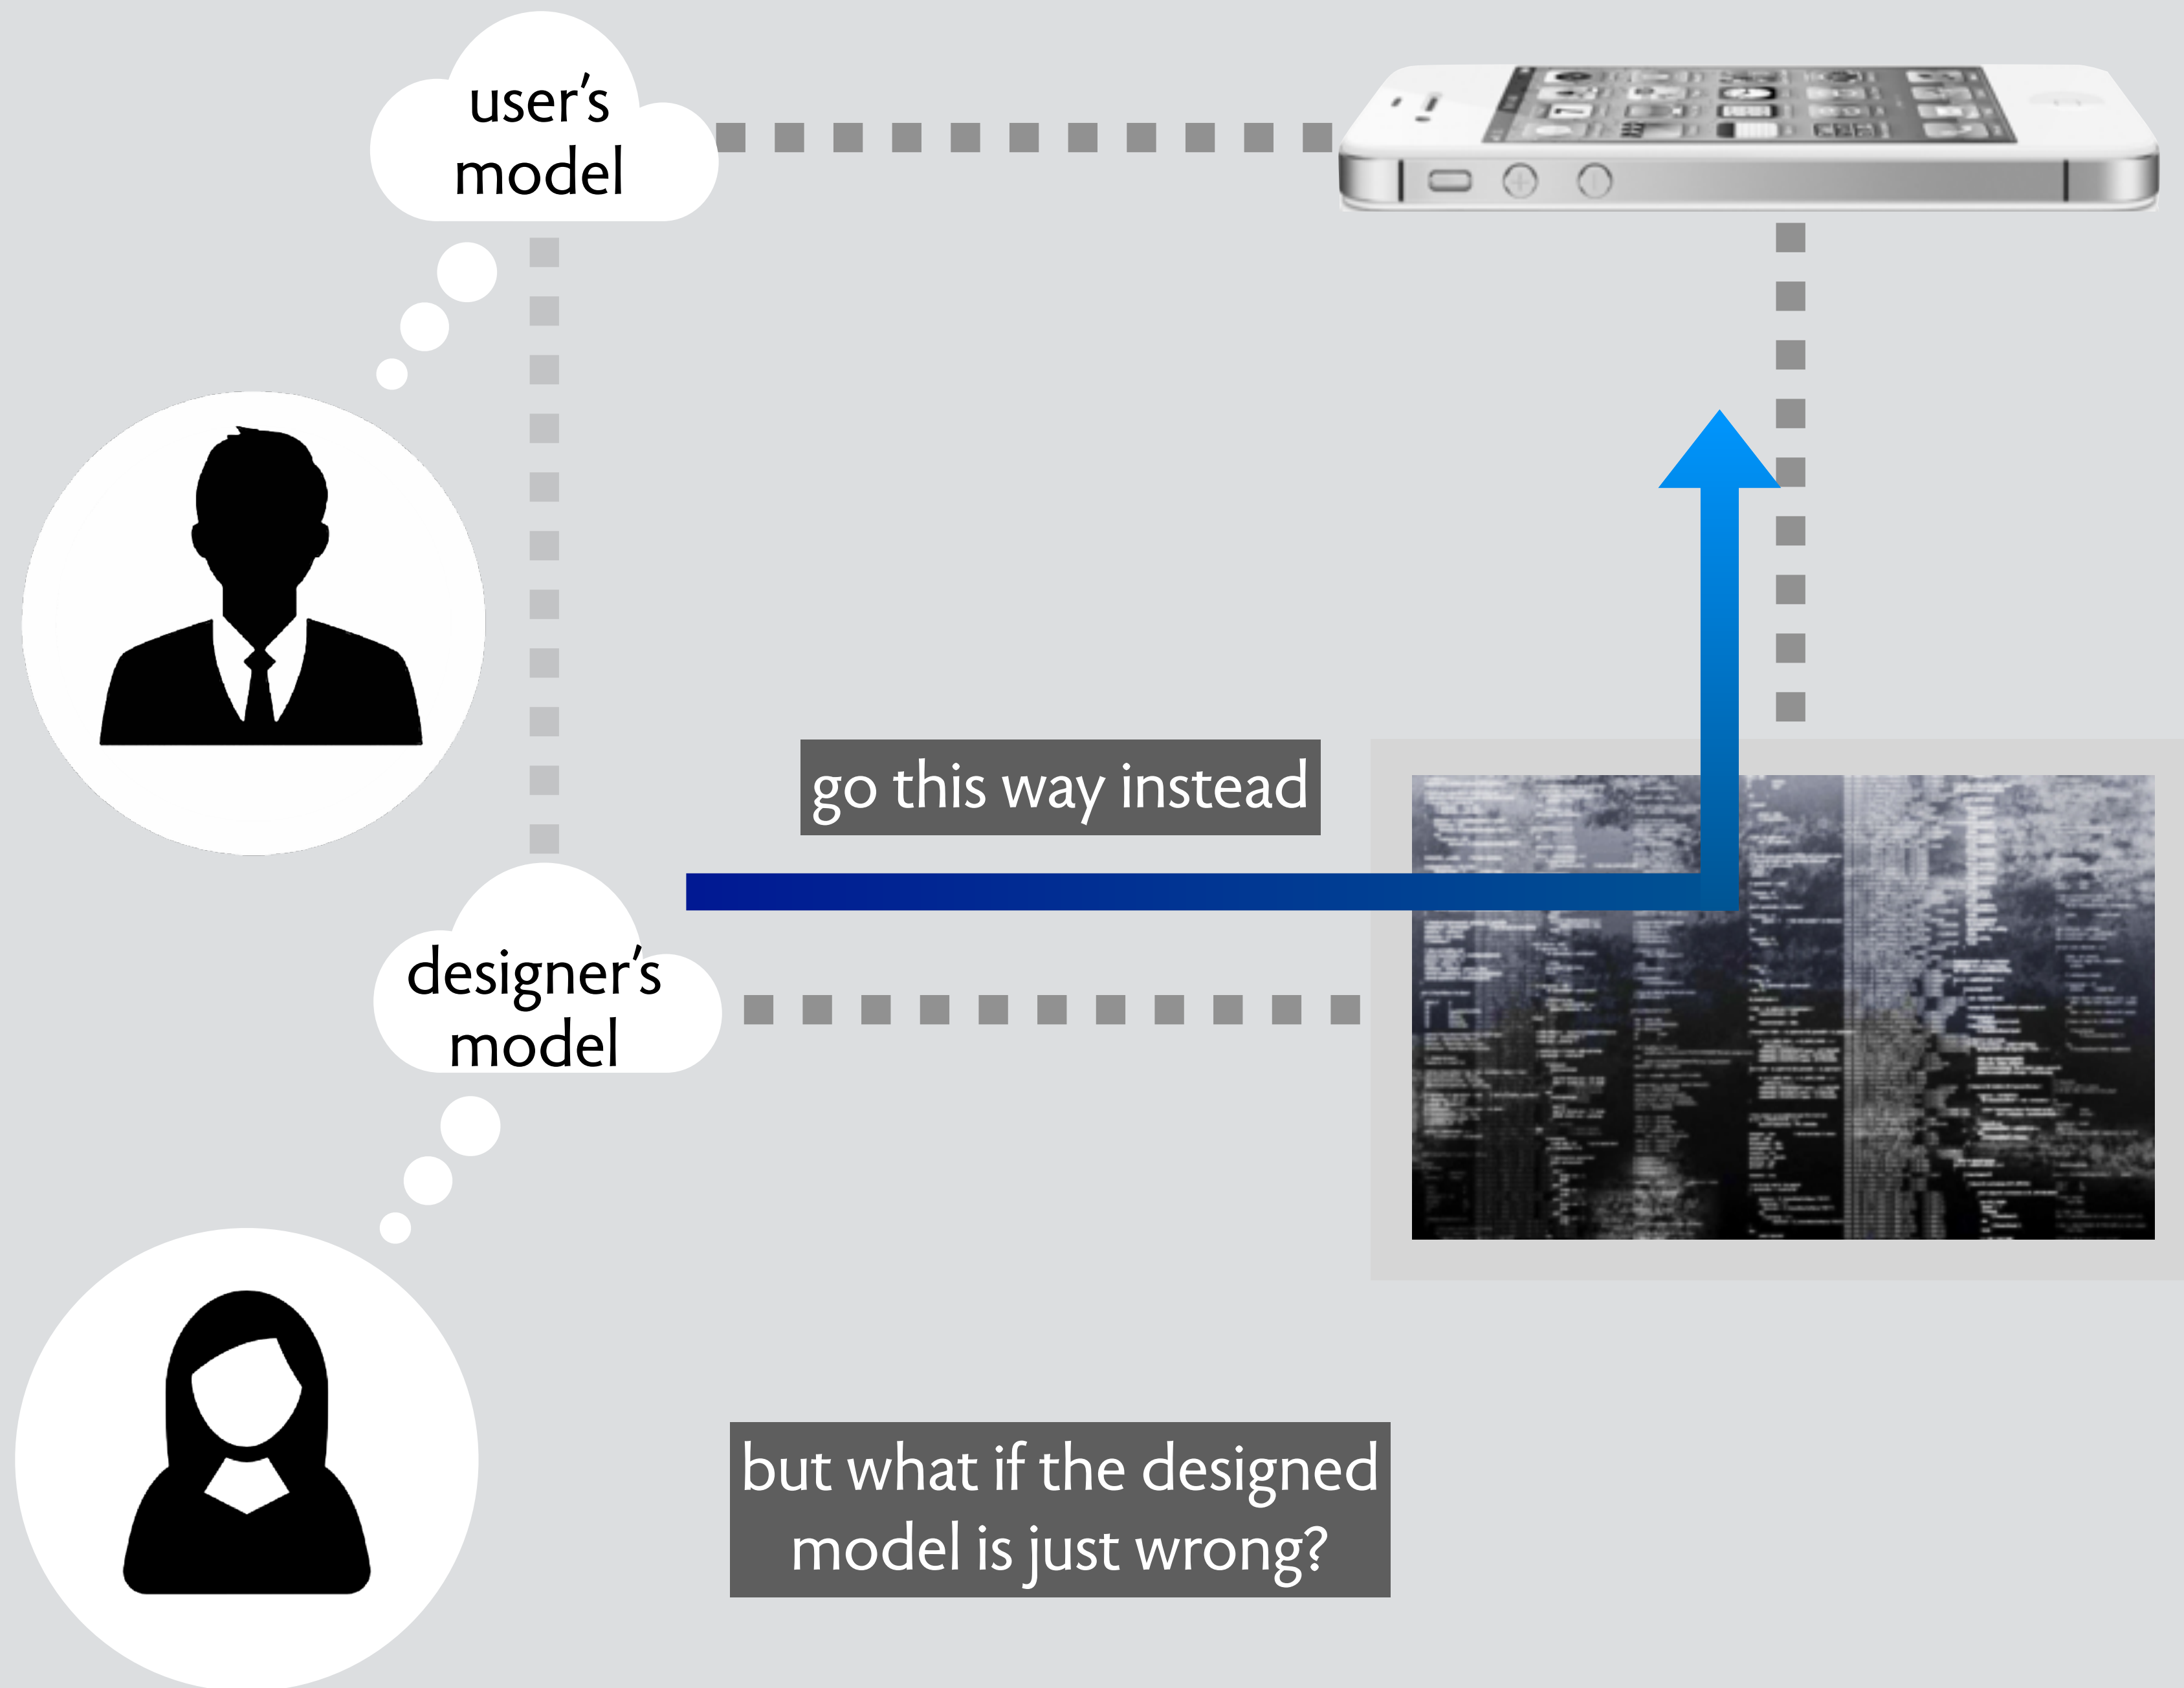 user's
model
go this way instead
designer's
model
but what if the designed
model is just wrong?